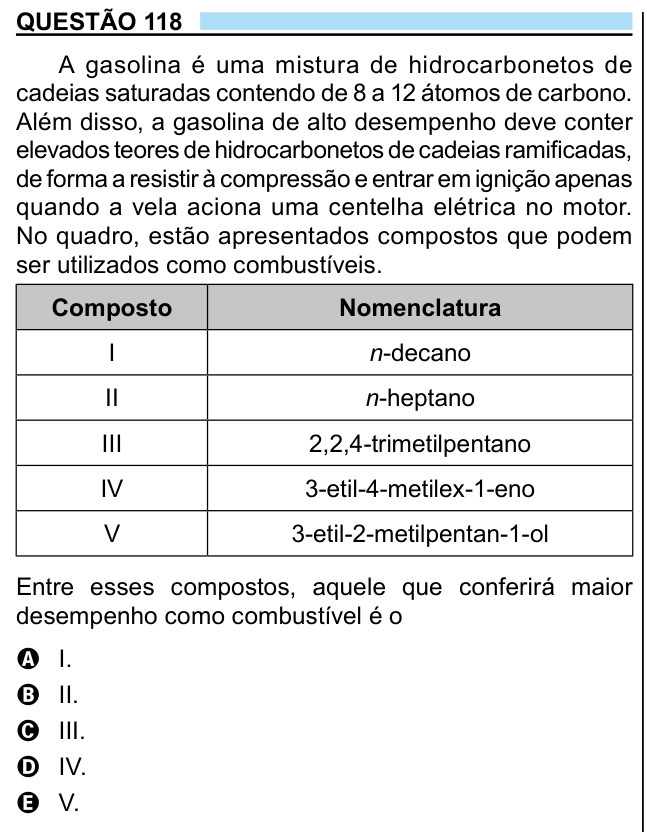 QUESTÃO 118
A gasolina é uma mistura de hidrocarbonetos de
cadeias saturadas contendo de 8 a 12 átomos de carbono.
Além disso, a gasolina de alto desempenho deve conter
elevados teores de hidrocarbonetos de cadeias ramificadas,
de forma a resistir à compressão e entrar em ignição apenas
quando a vela aciona uma centelha elétrica no motor.
No quadro, estão apresentados compostos que podem
ser utilizados como combustíveis.
Composto Nomenclatura
I n-decano
II n-heptano
III 2,2,4-trimetilpentano
IV 3-etil-4-metilex-1-eno
V 3-etil-2-metilpentan-1-ol
Entre esses compostos, aquele que conferirá maior
desempenho como combustível é o
A I.
B II.
C III.
D IV.
E V.